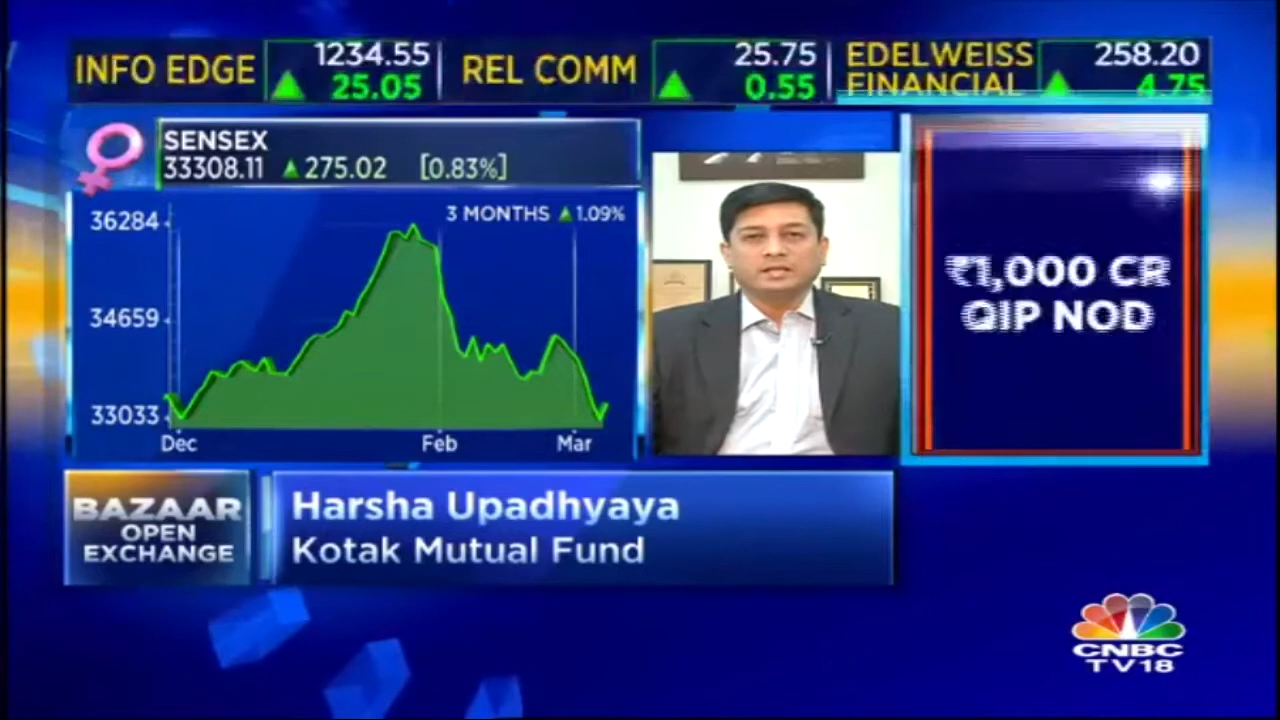 INFO EDGE 1234.55 ▲ 25.05
REL COMM 25.75 ▲ 0.55
EDELWEISS FINANCIAL 258.20 ▲ 4.75
SENSEX
33308.11 ▲ 275.02 [0.83%]
3 MONTHS ▲ 1.09%
36284
34659
33033
Dec Feb Mar
₹1,000 CR
QIP NOD
BAZAAR
OPEN
EXCHANGE
Harsha Upadhyaya
Kotak Mutual Fund
CNBC
TV18